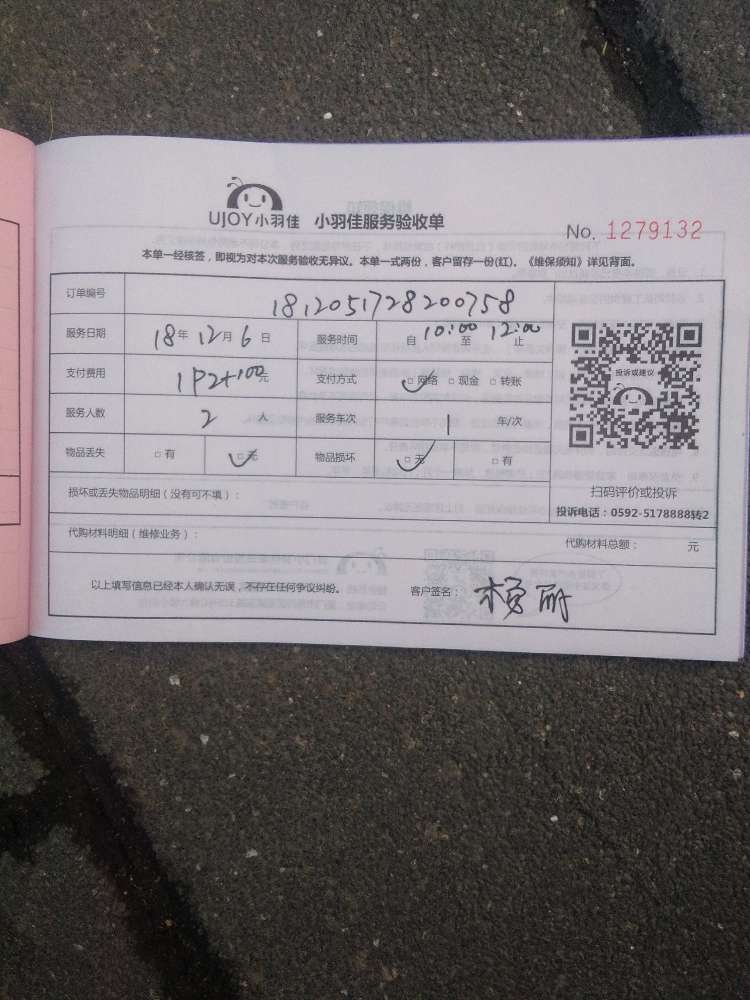 UJOY小羽佳 小羽佳服务验收单
No. 1279132
本单一经核签，即视为对本次服务验收无异议。本单一式两份，客户留存一份(红)。《维保须知》详见背面。
订单编号 181205172820075８
服务日期 18年 12月 6日 服务时间 自 10:00 至 12:00 止
支付费用 1P2+100元 支付方式 □网络 □现金 □转账
投诉或建议
服务人数 2 人 服务车次 1 车/次
物品丢失 □有 □无 物品损坏 □无 □有
扫码评价或投诉
损坏或丢失物品明细（没有可不填）：
投诉电话：0592-5178888转2
代购材料明细（维修业务）： 代购材料总额： 元
以上填写信息已经本人确认无误，不存在任何争议纠纷。 客户签名：